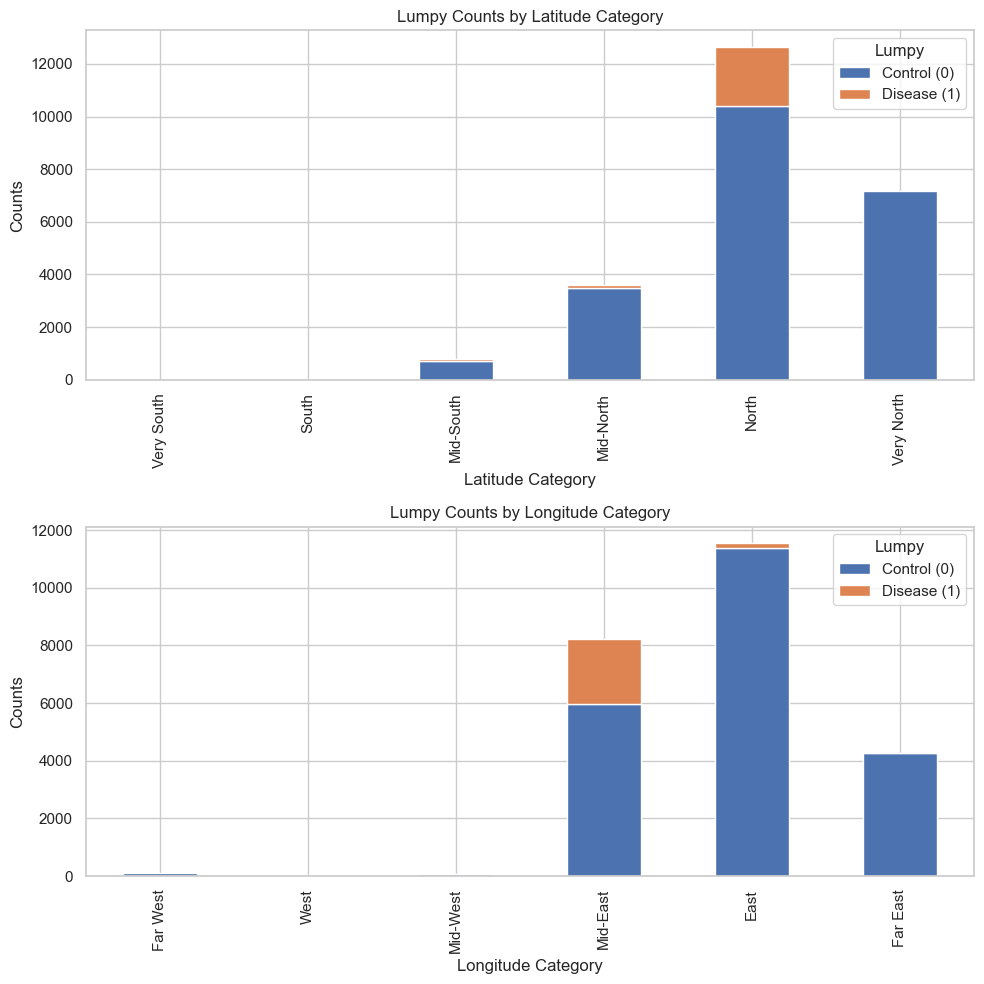 Lumpy Counts by Latitude Category
Lumpy
Control (0)
Disease (1)
12000
10000
8000
6000
4000
2000
0
Counts
Very South
South
Mid-South
Mid-North
North
Very North
Latitude Category
Lumpy Counts by Longitude Category
Lumpy
Control (0)
Disease (1)
12000
10000
8000
6000
4000
2000
0
Counts
Far West
West
Mid-West
Mid-East
East
Far East
Longitude Category